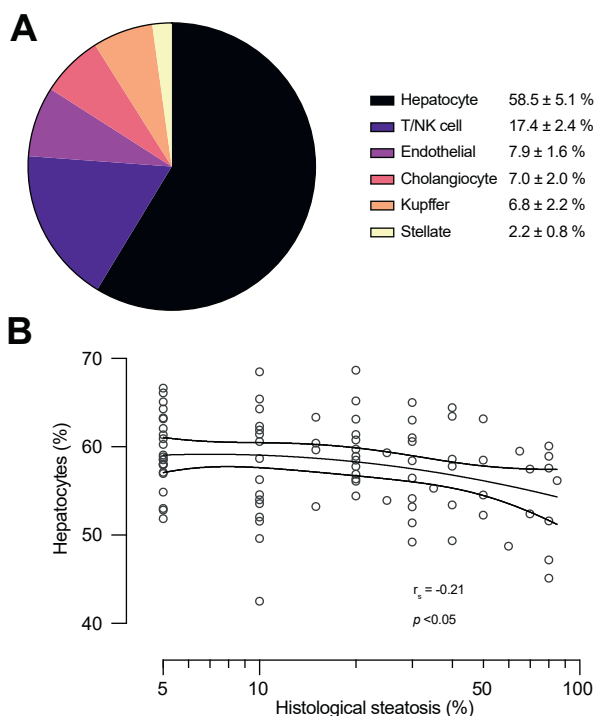 A
Hepatocyte 58.5 ± 5.1 %
T/NK cell 17.4 ± 2.4 %
Endothelial 7.9 ± 1.6 %
Cholangiocyte 7.0 ± 2.0 %
Kupffer 6.8 ± 2.2 %
Stellate 2.2 ± 0.8 %
B
70
60
50
40
Hepatocytes (%)
rs = -0.21
p <0.05
5 10 50 100
Histological steatosis (%)